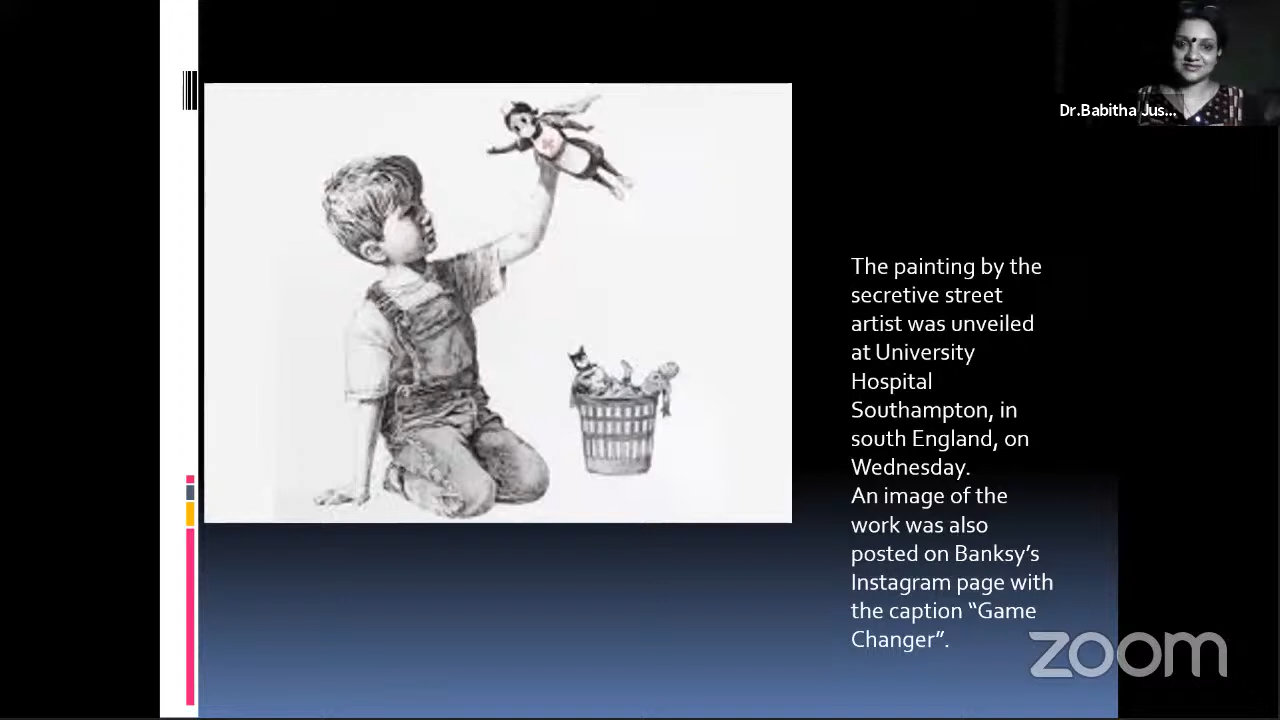 Dr.Babitha Jus...
The painting by the
secretive street
artist was unveiled
at University
Hospital
Southampton, in
south England, on
Wednesday.
An image of the
work was also
posted on Banksy’s
Instagram page with
the caption “Game
Changer”.
zoom